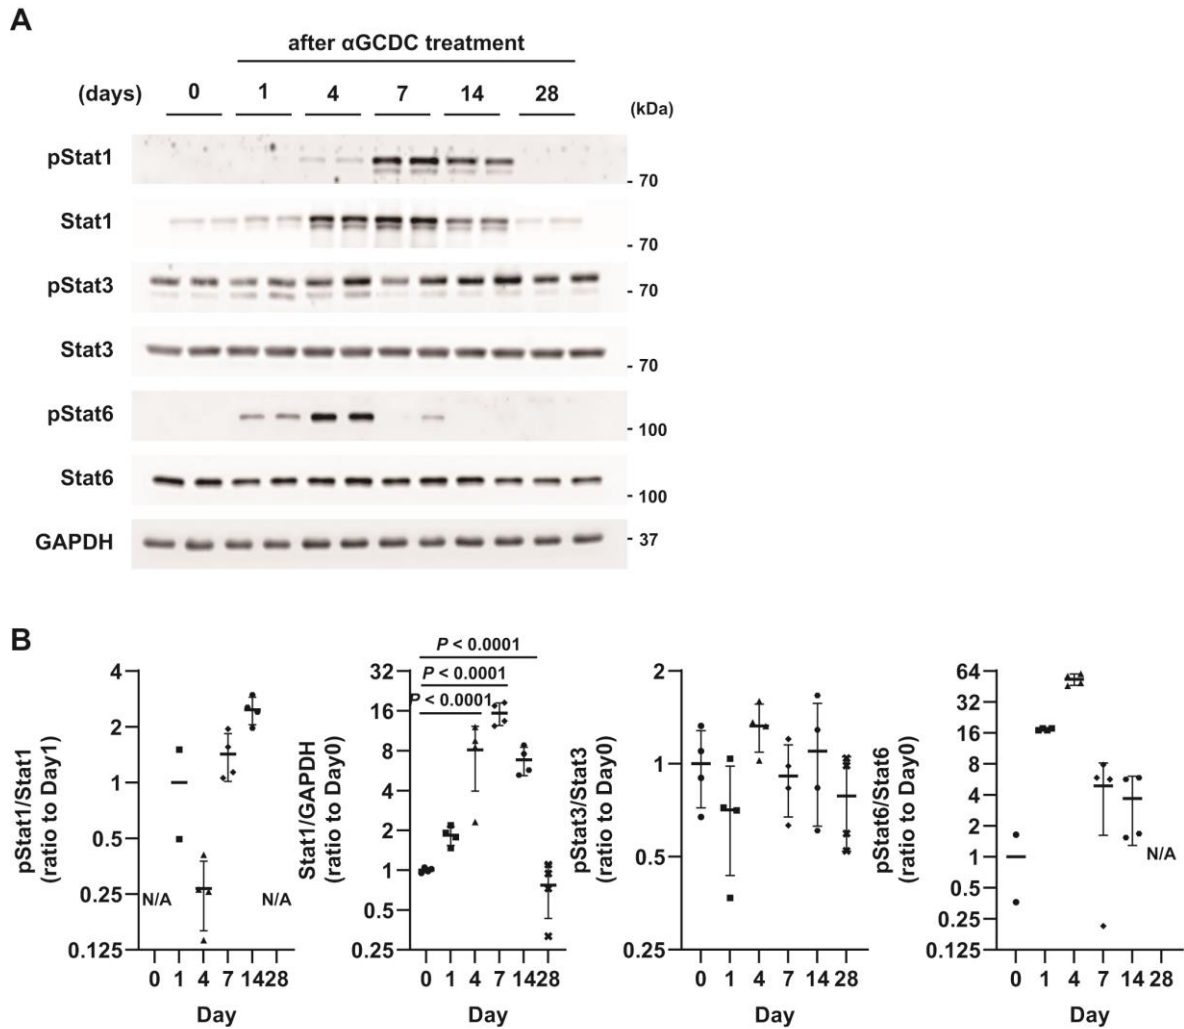 A
after αGCDC treatment
(days) 0 1 4 7 14 28 (kDa)
pStat1
- 70
Stat1
- 70
pStat3
- 70
Stat3
- 70
pStat6
- 100
Stat6
- 100
GAPDH
- 37
B
pStat1/Stat1
(ratio to Day1)
4
2
1
0.5
0.25
0.125
N/A
N/A
0 1 4 7 14 28
Day
Stat1/GAPDH
(ratio to Day0)
P < 0.0001
P < 0.0001
P < 0.0001
32
16
8
4
2
1
0.5
0.25
0 1 4 7 14 28
Day
pStat3/Stat3
(ratio to Day0)
2
1
0.5
0.25
0 1 4 7 14 28
Day
pStat6/Stat6
(ratio to Day0)
64
32
16
8
4
2
1
0.5
0.25
0.125
N/A
0 1 4 7 14 28
Day